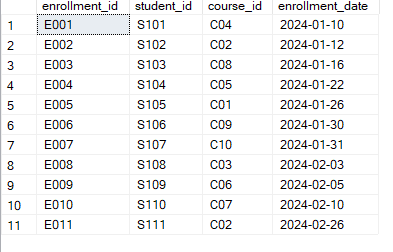 enrollment_id student_id course_id enrollment_date
1 E001 S101 C04 2024-01-10
2 E002 S102 C02 2024-01-12
3 E003 S103 C08 2024-01-16
4 E004 S104 C05 2024-01-22
5 E005 S105 C01 2024-01-26
6 E006 S106 C09 2024-01-30
7 E007 S107 C10 2024-01-31
8 E008 S108 C03 2024-02-03
9 E009 S109 C06 2024-02-05
10 E010 S110 C07 2024-02-10
11 E011 S111 C02 2024-02-26